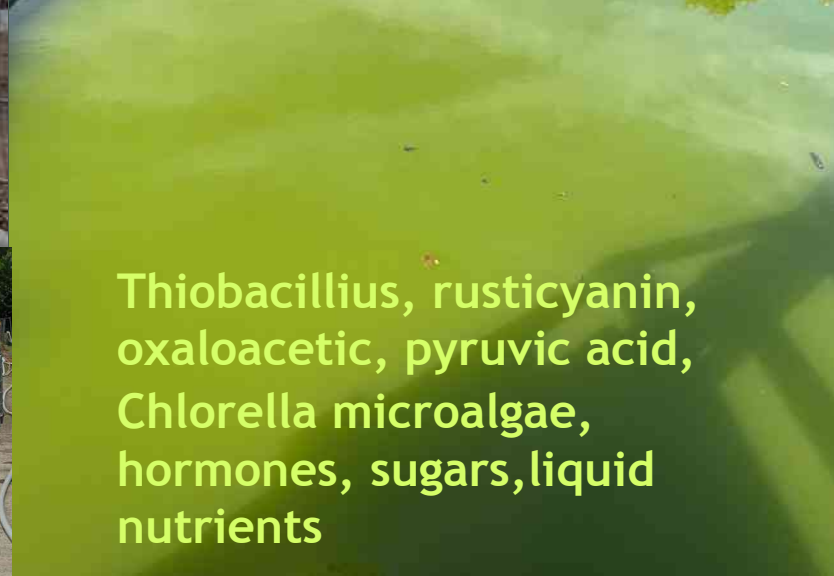 Thiobacillius, rusticyanin,
oxaloacetic, pyruvic acid,
Chlorella microalgae,
hormones, sugars,liquid
nutrients